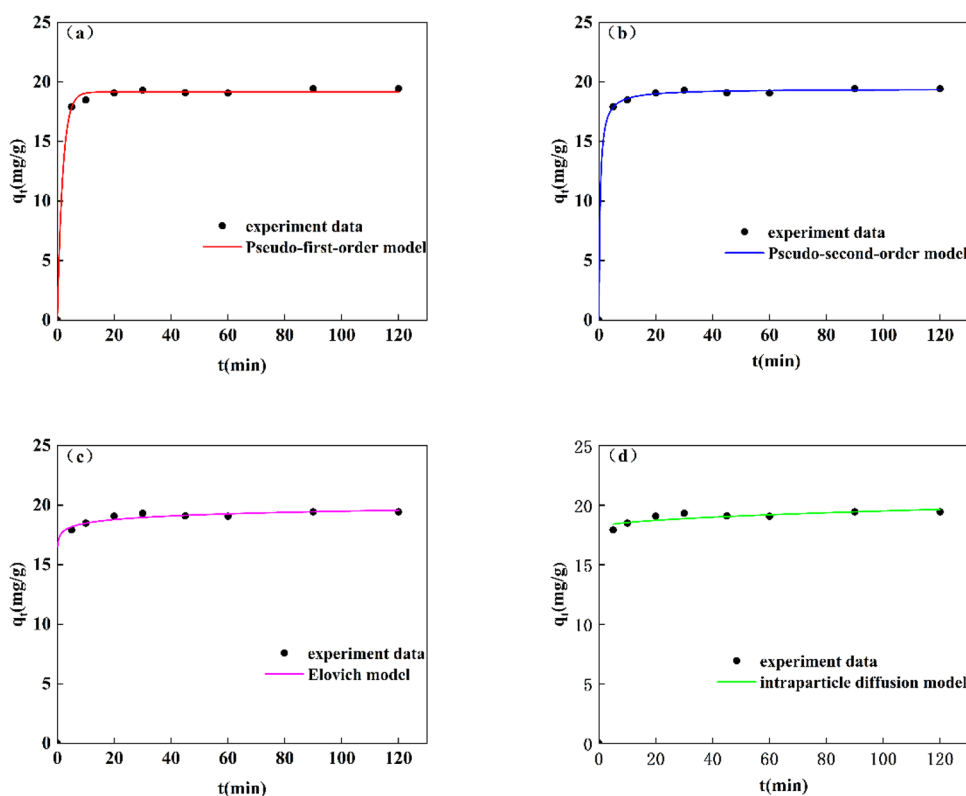 （a）
25
20
15
10
5
0
qt(mg/g)
experiment data
Pseudo-first-order model
0 20 40 60 80 100 120
t(min)
（b）
25
20
15
10
5
0
qt(mg/g)
experiment data
Pseudo-second-order model
0 20 40 60 80 100 120
t(min)
（c）
25
20
15
10
5
0
qt(mg/g)
experiment data
Elovich model
0 20 40 60 80 100 120
t(min)
（d）
25
20
15
10
5
0
qt(mg/g)
experiment data
intraparticle diffusion model
0 20 40 60 80 100 120
t(min)